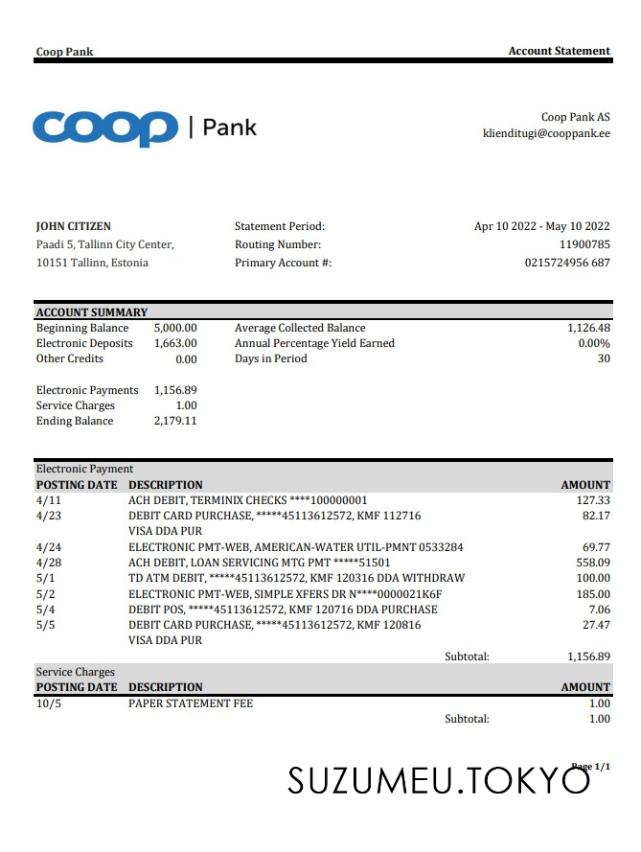 Coop Pank Account Statement
coop | Pank
Coop Pank AS
klienditugi@cooppank.ee
JOHN CITIZEN Statement Period: Apr 10 2022 - May 10 2022
Paadi 5, Tallinn City Center, Routing Number: 11900785
10151 Tallinn, Estonia Primary Account #: 0215724956 687
ACCOUNT SUMMARY
Beginning Balance 5,000.00 Average Collected Balance 1,126.48
Electronic Deposits 1,663.00 Annual Percentage Yield Earned 0.00%
Other Credits 0.00 Days in Period 30
Electronic Payments 1,156.89
Service Charges 1.00
Ending Balance 2,179.11
Electronic Payment
POSTING DATE DESCRIPTION AMOUNT
4/11 ACH DEBIT, TERMINIX CHECKS ****100000001 127.33
4/23 DEBIT CARD PURCHASE, *****45113612572, KMF 112716 82.17
VISA DDA PUR
4/24 ELECTRONIC PMT-WEB, AMERICAN-WATER UTIL-PMNT 0533284 69.77
4/28 ACH DEBIT, LOAN SERVICING MTG PMT *****51501 558.09
5/1 TD ATM DEBIT, *****45113612572, KMF 120316 DDA WITHDRAW 100.00
5/2 ELECTRONIC PMT-WEB, SIMPLE XFERS DR N****0000021K6F 185.00
5/4 DEBIT POS, *****45113612572, KMF 120716 DDA PURCHASE 7.06
5/5 DEBIT CARD PURCHASE, *****45113612572, KMF 120816 27.47
VISA DDA PUR
Subtotal: 1,156.89
Service Charges
POSTING DATE DESCRIPTION AMOUNT
10/5 PAPER STATEMENT FEE 1.00
Subtotal: 1.00
Page 1/1
SUZUMEU.TOKYO